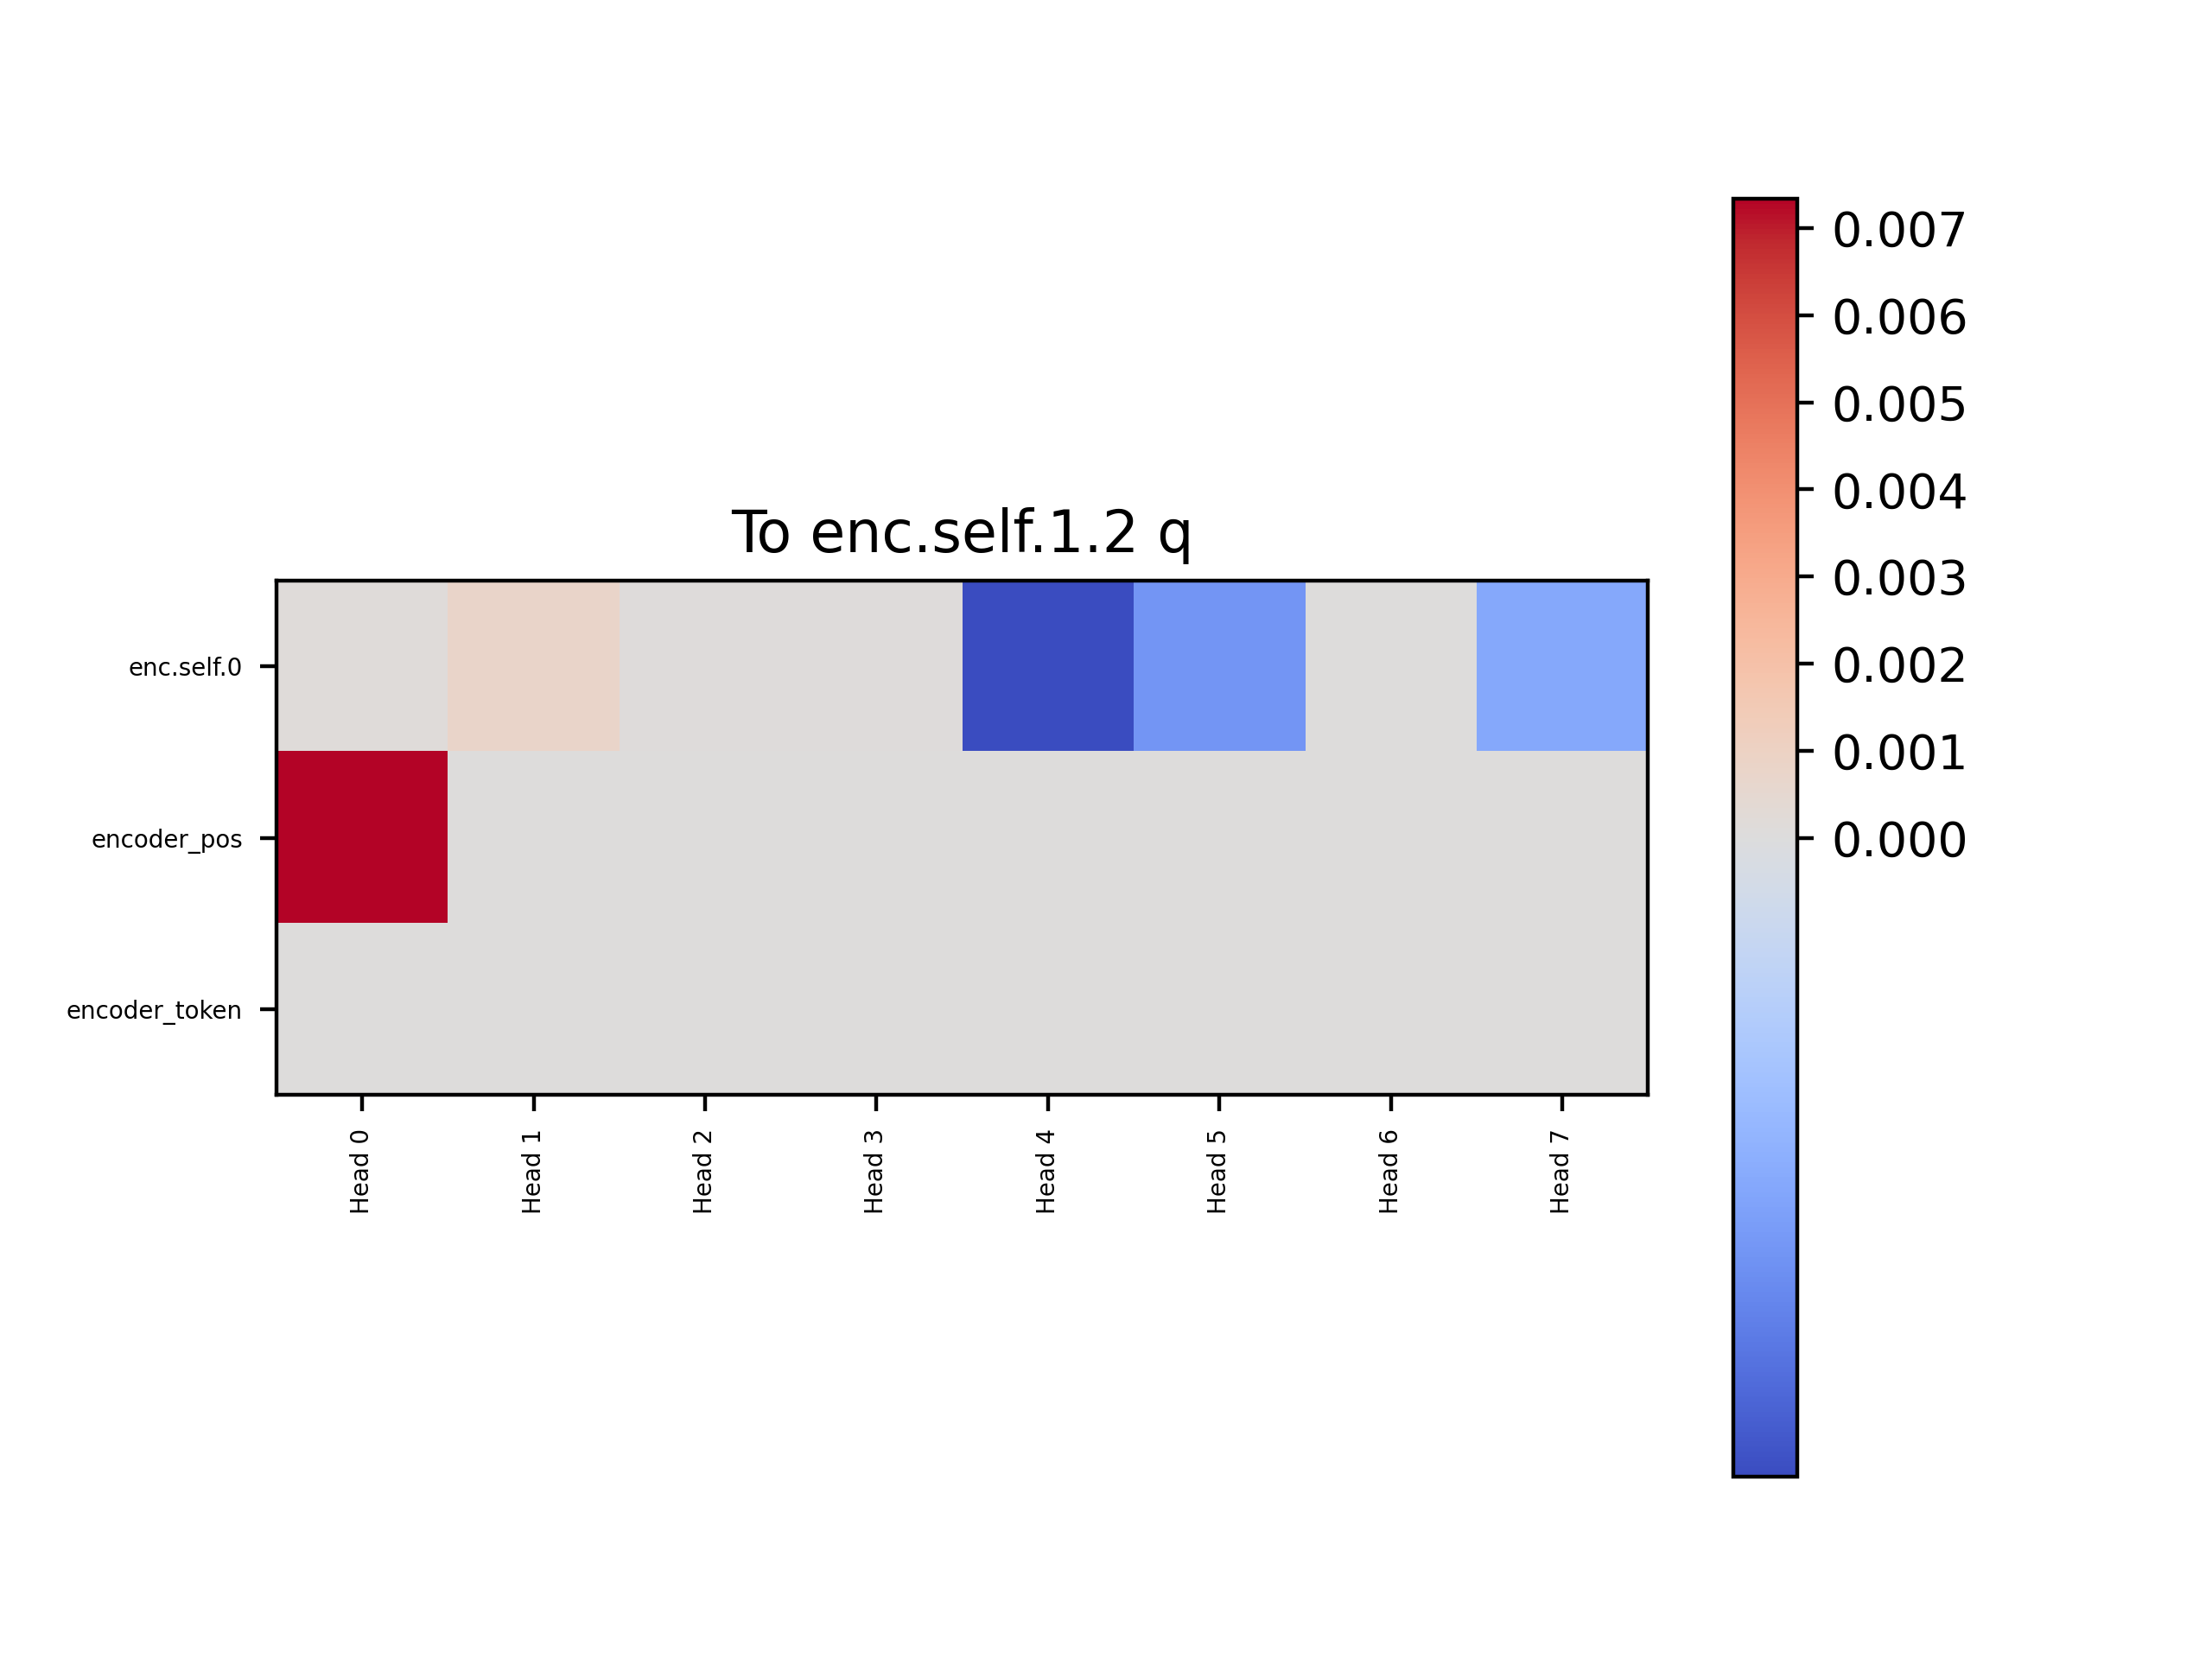 To enc.self.1.2 q
enc.self.0
encoder_pos
encoder_token
Head 0
Head 1
Head 2
Head 3
Head 4
Head 5
Head 6
Head 7
0.007
0.006
0.005
0.004
0.003
0.002
0.001
0.000